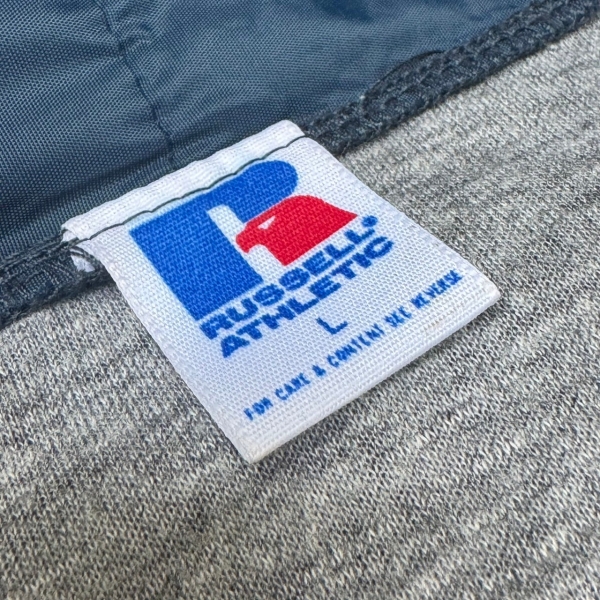 R
RUSSELL®
ATHLETIC
L
FOR CARE & CONTENT SEE REVERSE